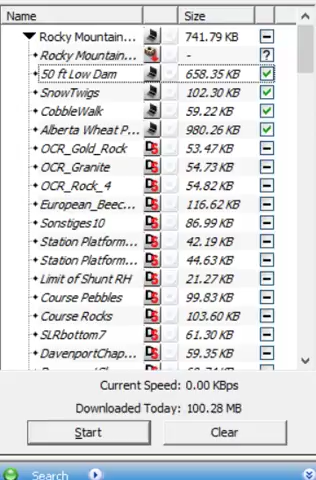 Name Size
Rocky Mountain... 741.79 KB
Rocky Mountain... - ?
50 ft Low Dam 658.35 KB
SnowTwigs 102.30 KB
CobbleWalk 59.22 KB
Alberta Wheat P... 980.26 KB
OCR_Gold_Rock 53.47 KB
OCR_Granite 54.73 KB
OCR_Rock_4 54.82 KB
European_Beec... 116.62 KB
Sonstiges10 86.99 KB
Station Platform... 42.19 KB
Station Platform... 44.63 KB
Limit of Shunt RH 21.27 KB
Course Pebbles 99.83 KB
Course Rocks 103.60 KB
SLRbottom7 61.30 KB
DavenportChap... 59.35 KB
Current Speed: 0.00 KBps
Downloaded Today: 100.28 MB
Start Clear
Search